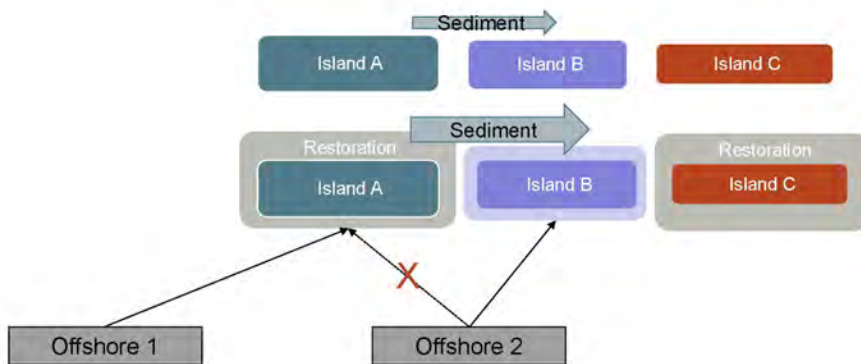 Sediment
Island A
Island B
Island C
Sediment
Restoration
Restoration
Island A
Island B
Island C
X
Offshore 1
Offshore 2